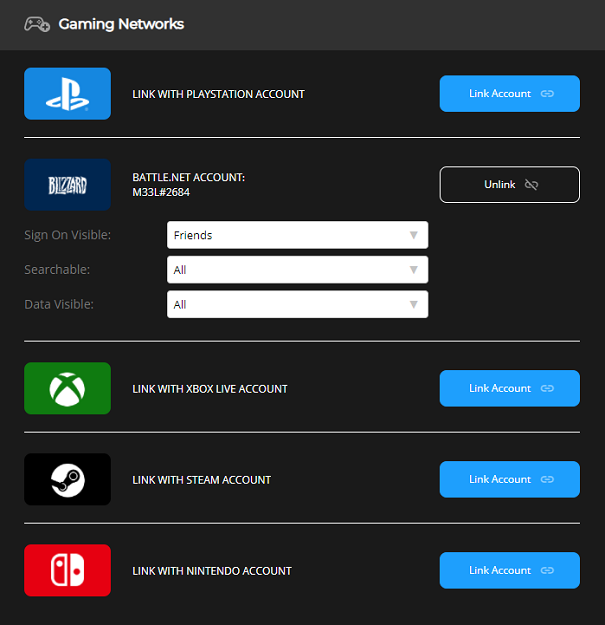 Gaming Networks
LINK WITH PLAYSTATION ACCOUNT
Link Account
BLIZZARD
BATTLE.NET ACCOUNT:
M33L#2684
Unlink
Sign On Visible:
Friends
Searchable:
All
Data Visible:
All
LINK WITH XBOX LIVE ACCOUNT
Link Account
LINK WITH STEAM ACCOUNT
Link Account
LINK WITH NINTENDO ACCOUNT
Link Account